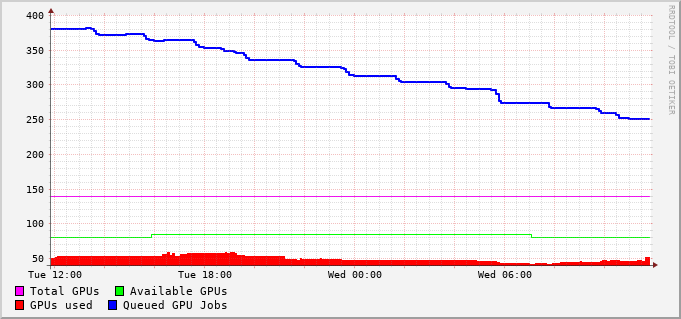 400
350
300
250
200
150
100
50
Tue 12:00 Tue 18:00 Wed 00:00 Wed 06:00
Total GPUs Available GPUs
GPUs used Queued GPU Jobs
RRDTOOL / TOBI OETIKER